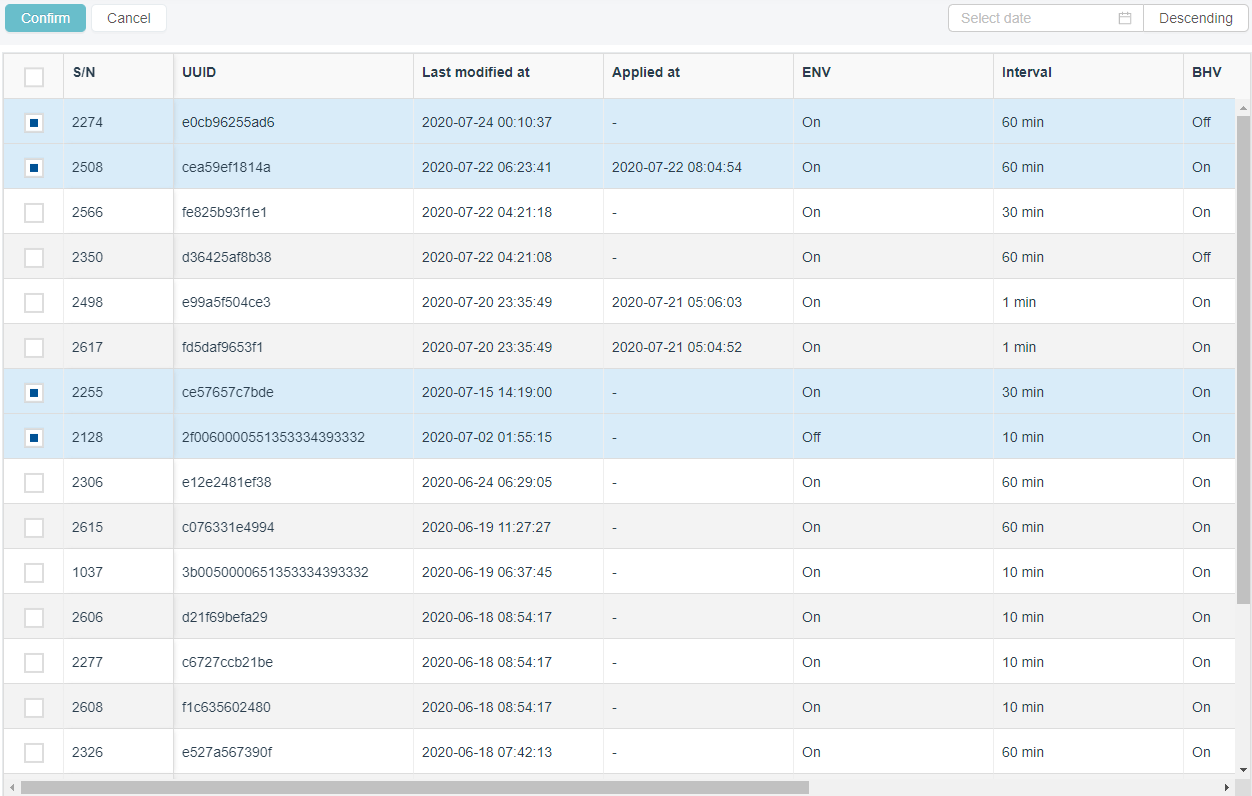 Confirm Cancel Select date Descending
S/N UUID Last modified at Applied at ENV Interval BHV
2274 e0cb96255ad6 2020-07-24 00:10:37 - On 60 min Off
2508 cea59ef1814a 2020-07-22 06:23:41 2020-07-22 08:04:54 On 60 min On
2566 fe825b93f1e1 2020-07-22 04:21:18 - On 30 min On
2350 d36425af8b38 2020-07-22 04:21:08 - On 60 min Off
2498 e99a5f504ce3 2020-07-20 23:35:49 2020-07-21 05:06:03 On 1 min On
2617 fd5daf9653f1 2020-07-20 23:35:49 2020-07-21 05:04:52 On 1 min On
2255 ce57657c7bde 2020-07-15 14:19:00 - On 30 min On
2128 2f0060000551353334393332 2020-07-02 01:55:15 - Off 10 min On
2306 e12e2481ef38 2020-06-24 06:29:05 - On 60 min On
2615 c076331e4994 2020-06-19 11:27:27 - On 60 min On
1037 3b0050000651353334393332 2020-06-19 06:37:45 - On 10 min On
2606 d21f69befa29 2020-06-18 08:54:17 - On 10 min On
2277 c6727ccb21be 2020-06-18 08:54:17 - On 10 min On
2608 f1c635602480 2020-06-18 08:54:17 - On 10 min On
2326 e527a567390f 2020-06-18 07:42:13 - On 60 min On